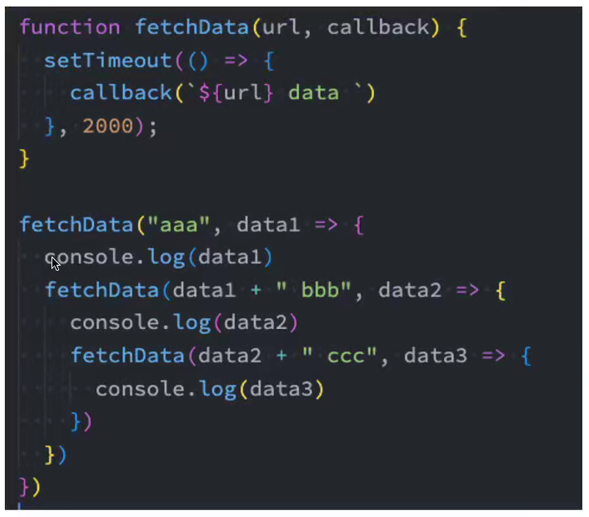 function fetchData(url, callback) {
  setTimeout(() => {
    callback(`${url} data `)
  }, 2000);
}

fetchData("aaa", data1 => {
  console.log(data1)
  fetchData(data1 + " bbb", data2 => {
    console.log(data2)
    fetchData(data2 + " ccc", data3 => {
      console.log(data3)
    })
  })
})